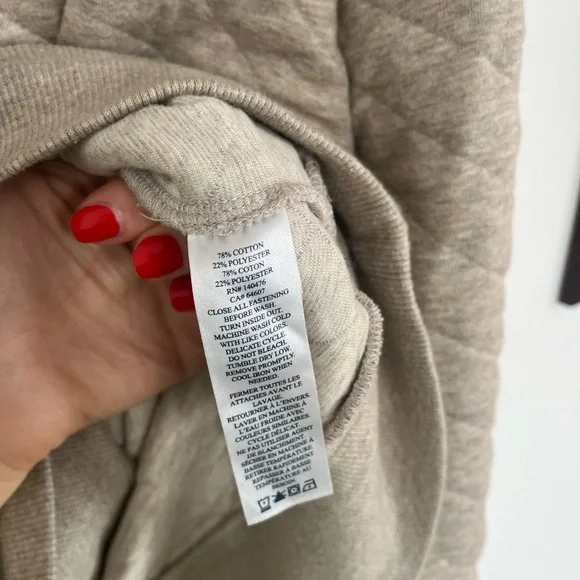 78% COTTON
22% POLYESTER
78% COTON
22% POLYESTER
RN# 140476
CA# 64607
CLOSE ALL FASTENING
BEFORE WASH.
TURN INSIDE OUT.
MACHINE WASH COLD
WITH LIKE COLORS.
DELICATE CYCLE.
DO NOT BLEACH.
TUMBLE DRY LOW.
REMOVE PROMPTLY.
COOL IRON WHEN
NEEDED.
FERMER TOUTES LES
ATTACHES AVANT LE
LAVAGE.
RETOURNER À L'ENVERS.
LAVER EN MACHINE À
L'EAU FROIDE AVEC
COULEURS SIMILAIRES.
CYCLE DÉLICAT
NE PAS UTILISER AGENT
DE BLANCHIMENT
SÉCHER EN MACHINE À
BASSE TEMPÉRATURE.
RETIRER RAPIDEMENT
REPASSER À BASSE
TEMPÉRATURE AU
BESOIN.